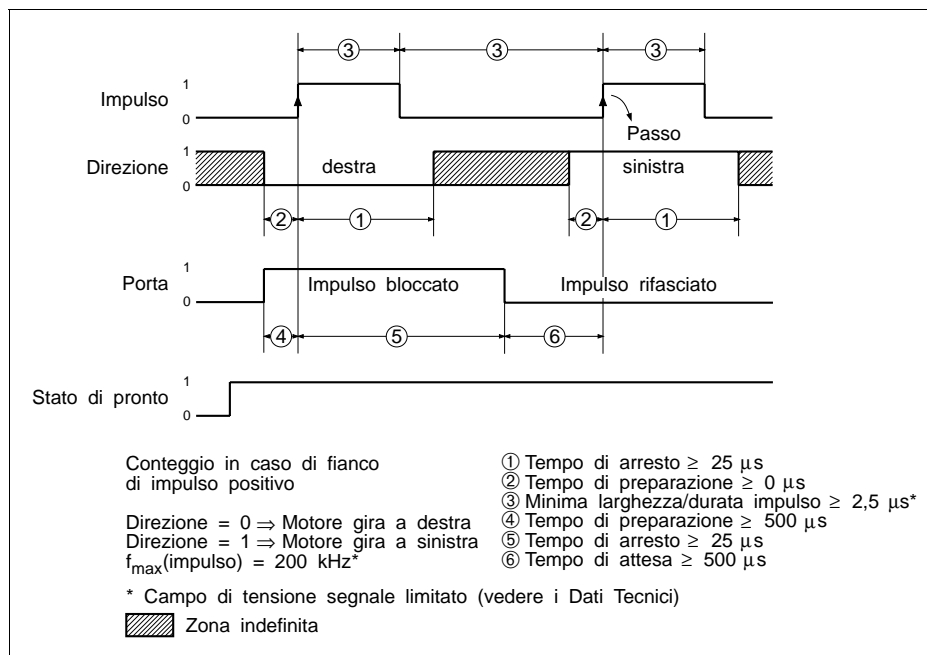 ③ ③ ③
1
Impulso
0
Passo
1
Direzione destra sinistra
0
② ① ② ①
1
Porta Impulso bloccato Impulso rifasciato
0
④ ⑤ ⑥
1
Stato di pronto
0
Conteggio in caso di fianco
di impulso positivo
Direzione = 0 ⇒ Motore gira a destra
Direzione = 1 ⇒ Motore gira a sinistra
fmax(impulso) = 200 kHz*
① Tempo di arresto ≥ 25 µs
② Tempo di preparazione ≥ 0 µs
③ Minima larghezza/durata impulso ≥ 2,5 µs*
④ Tempo di preparazione ≥ 500 µs
⑤ Tempo di arresto ≥ 25 µs
⑥ Tempo di attesa ≥ 500 µs
* Campo di tensione segnale limitato (vedere i Dati Tecnici)
Zona indefinita